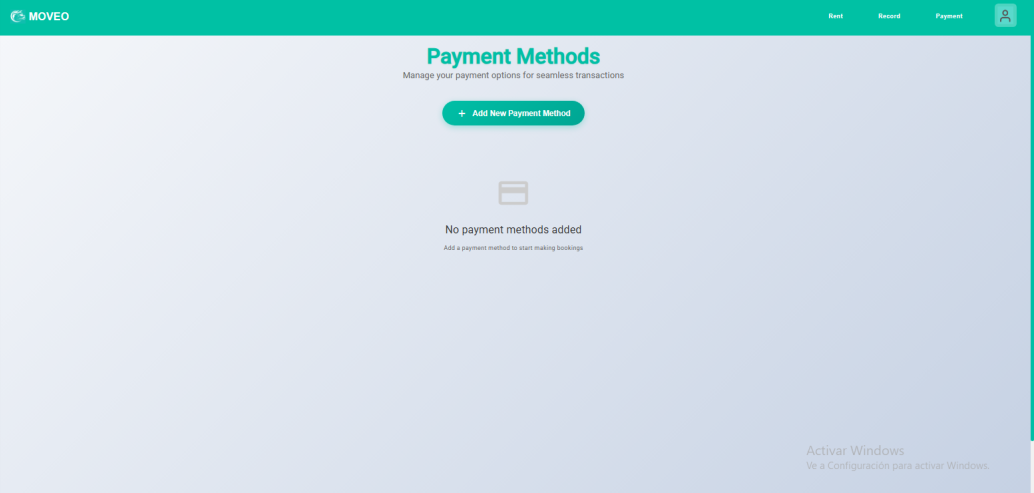 MOVEO
Rent
Record
Payment
Payment Methods
Manage your payment options for seamless transactions
+ Add New Payment Method
No payment methods added
Add a payment method to start making bookings
Activar Windows
Ve a Configuración para activar Windows.